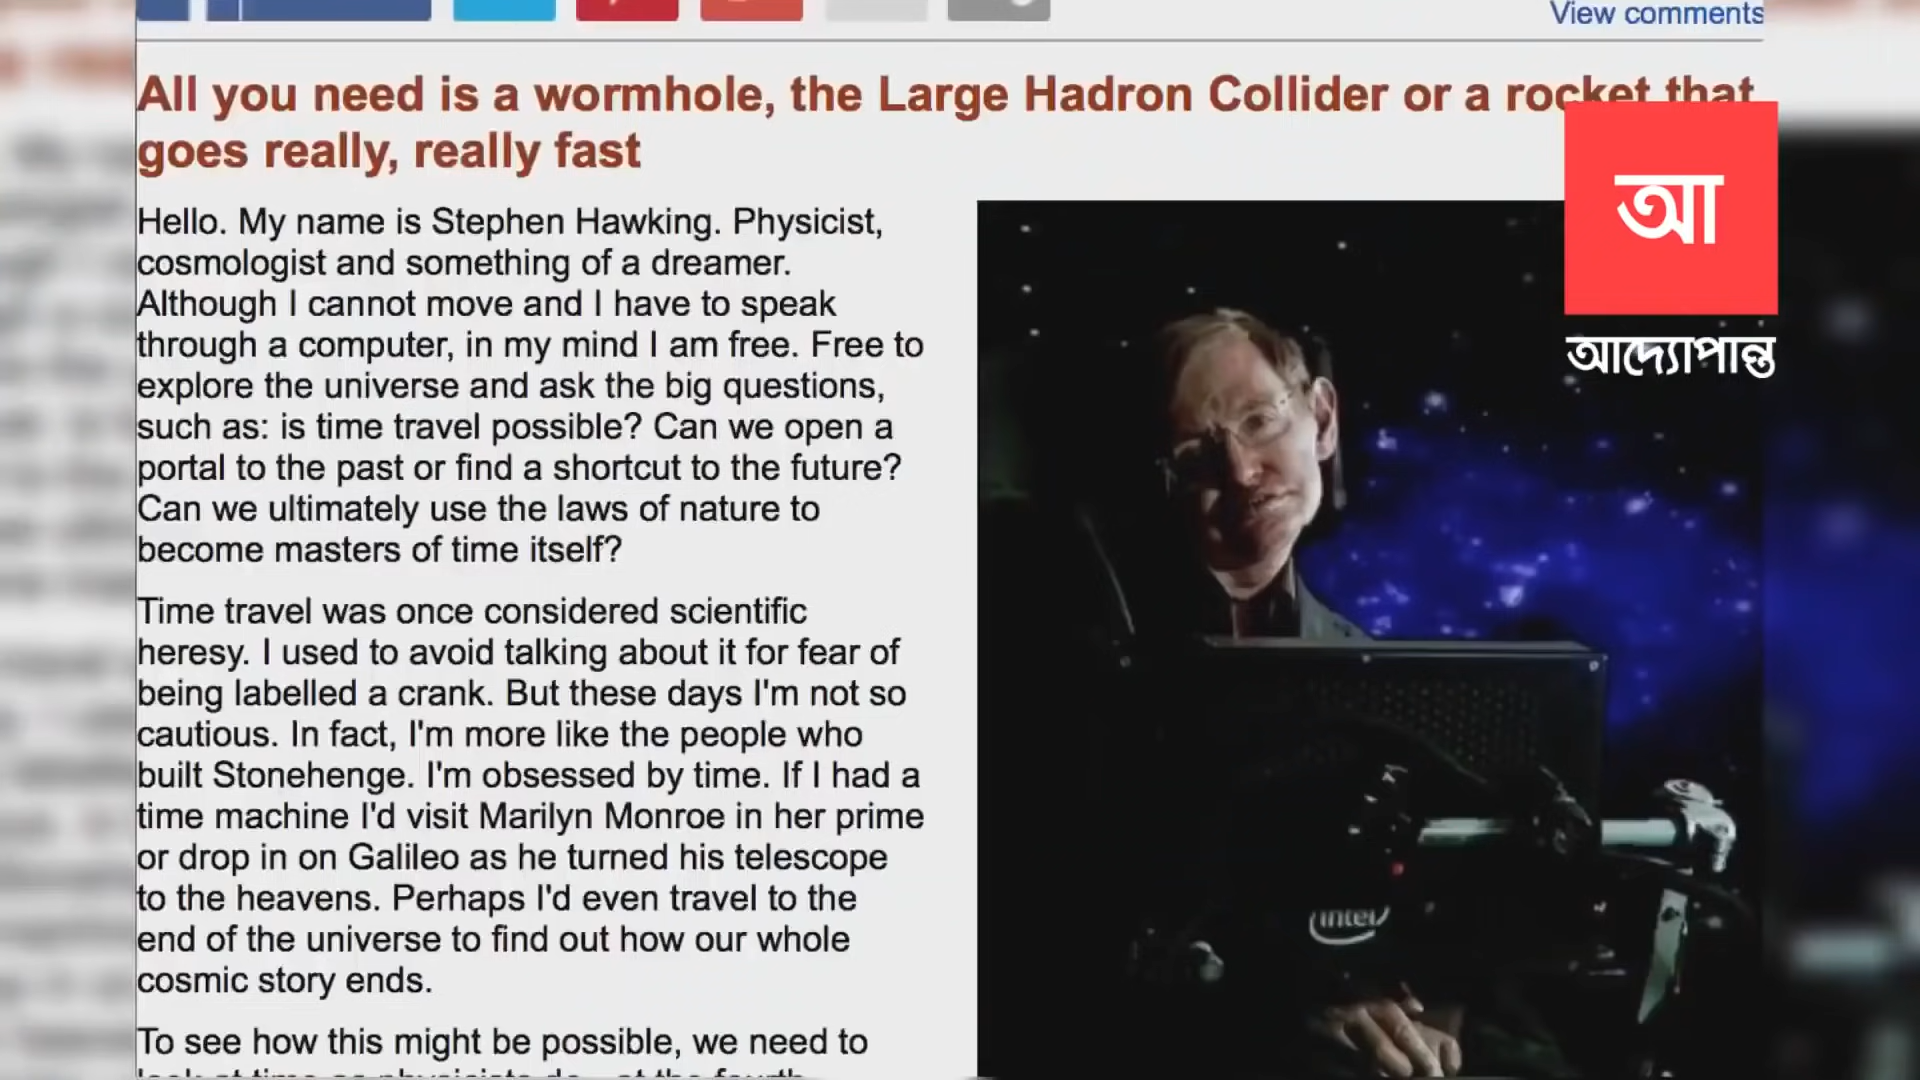 View comments
All you need is a wormhole, the Large Hadron Collider or a rocket that
goes really, really fast
আ
আদ্যোপান্ত
Hello. My name is Stephen Hawking. Physicist,
cosmologist and something of a dreamer.
Although I cannot move and I have to speak
through a computer, in my mind I am free. Free to
explore the universe and ask the big questions,
such as: is time travel possible? Can we open a
portal to the past or find a shortcut to the future?
Can we ultimately use the laws of nature to
become masters of time itself?
Time travel was once considered scientific
heresy. I used to avoid talking about it for fear of
being labelled a crank. But these days I'm not so
cautious. In fact, I'm more like the people who
built Stonehenge. I'm obsessed by time. If I had a
time machine I'd visit Marilyn Monroe in her prime
or drop in on Galileo as he turned his telescope
to the heavens. Perhaps I'd even travel to the
end of the universe to find out how our whole
cosmic story ends.
To see how this might be possible, we need to
intel